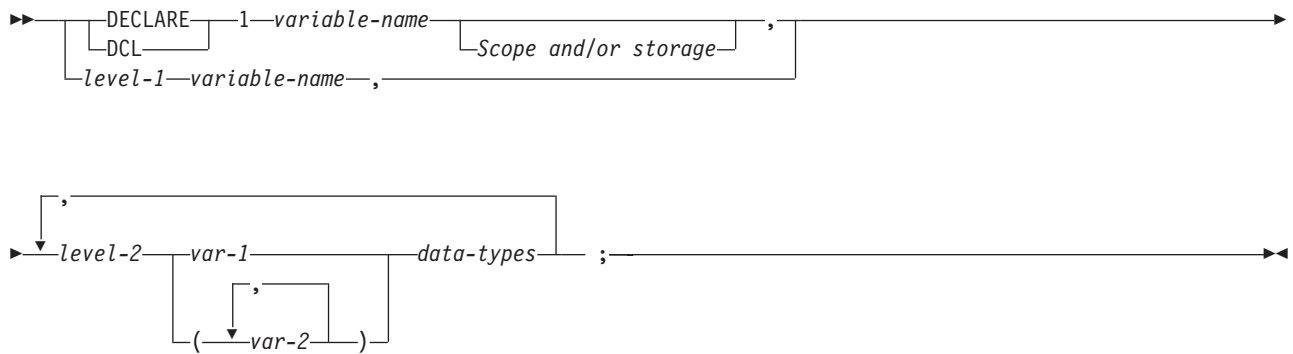 DECLARE 1 variable-name ,
DCL Scope and/or storage
level-1 variable-name ,
,
level-2 var-1 data-types ;
,
( var-2 )